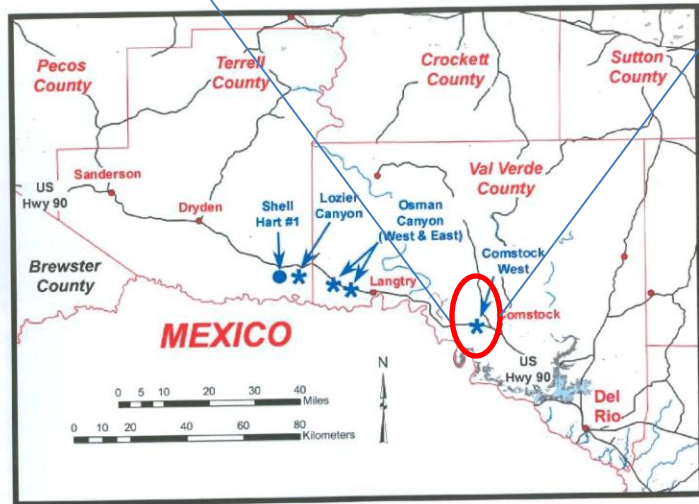 Pecos
County
Terrell
County
Crockett
County
Sutton
County
Val Verde
County
Sanderson
US
Hwy 90
Dryden
Shell
Hart #1
Lozier
Canyon
Osman
Canyon
(West & East)
Comstock
West
Brewster
County
Langtry
Comstock
MEXICO
US
Hwy 90
N
Del
Rio
0 5 10 20 30 40
Miles
0 10 20 40 60 80
Kilometers